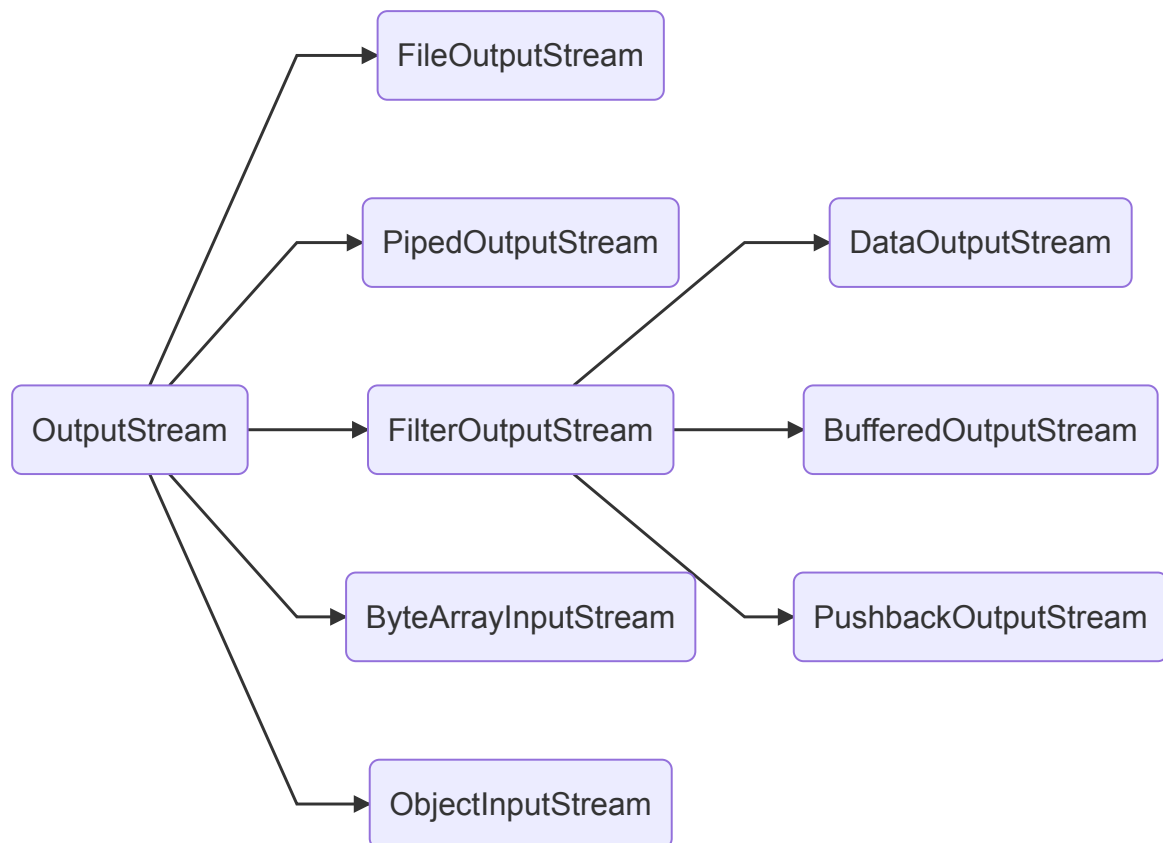 FileOutputStream
PipedOutputStream
DataOutputStream
OutputStream
FilterOutputStream
BufferedOutputStream
ByteArrayInputStream
PushbackOutputStream
ObjectInputStream